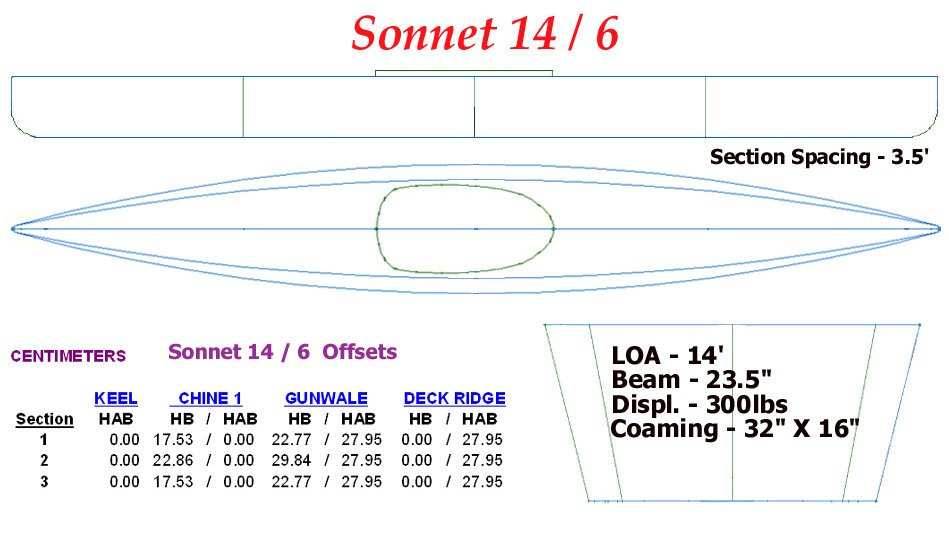 Sonnet 14 / 6
Section Spacing - 3.5'
CENTIMETERS Sonnet 14 / 6 Offsets
KEEL CHINE 1 GUNWALE DECK RIDGE
Section HAB HB / HAB HB / HAB HB / HAB
1 0.00 17.53 / 0.00 22.77 / 27.95 0.00 / 27.95
2 0.00 22.86 / 0.00 29.84 / 27.95 0.00 / 27.95
3 0.00 17.53 / 0.00 22.77 / 27.95 0.00 / 27.95
LOA - 14'
Beam - 23.5"
Displ. - 300lbs
Coaming - 32" X 16"